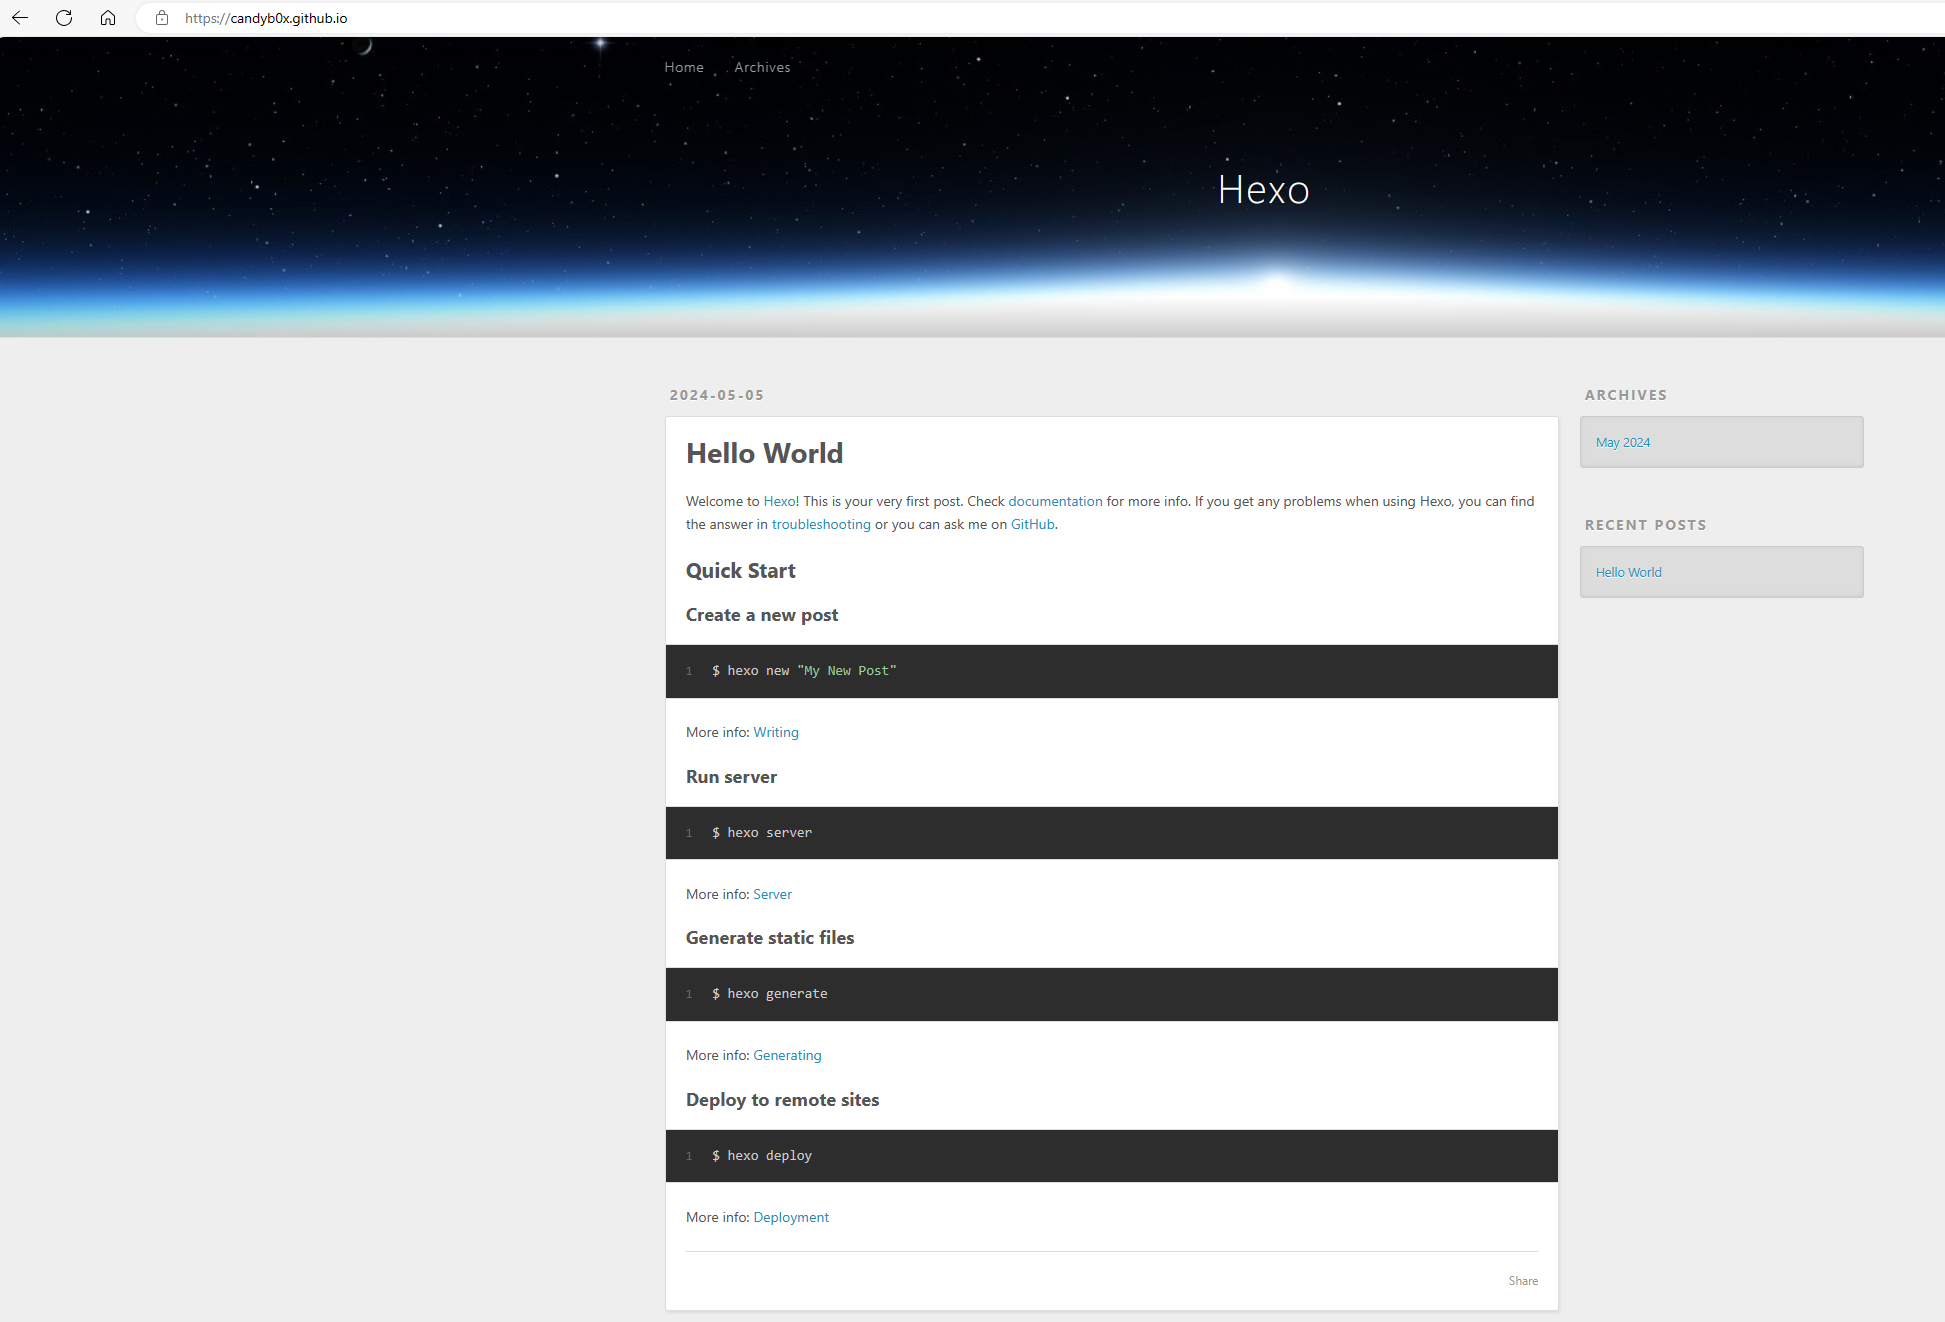 https://candyb0x.github.io
Home Archives
Hexo
2024-05-05
Hello World
Welcome to Hexo! This is your very first post. Check documentation for more info. If you get any problems when using Hexo, you can find
the answer in troubleshooting or you can ask me on GitHub.
Quick Start
Create a new post
1 $ hexo new "My New Post"
More info: Writing
Run server
1 $ hexo server
More info: Server
Generate static files
1 $ hexo generate
More info: Generating
Deploy to remote sites
1 $ hexo deploy
More info: Deployment
Share
ARCHIVES
May 2024
RECENT POSTS
Hello World